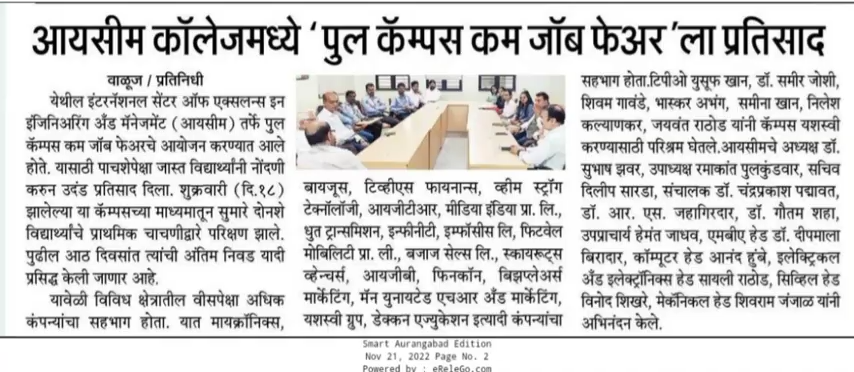 आयसीम कॉलेजमध्ये ‘पुल कॅम्पस कम जॉब फेअर’ला प्रतिसाद
वाळूज / प्रतिनिधी
येथील इंटरनॅशनल सेंटर ऑफ एक्सलन्स इन
इंजिनिअरिंग अँड मॅनेजमेंट (आयसीम) तर्फे पुल
कॅम्पस कम जॉब फेअरचे आयोजन करण्यात आले
होते. यासाठी पाचशेपेक्षा जास्त विद्यार्थ्यांनी नोंदणी
करुन उदंड प्रतिसाद दिला. शुक्रवारी (दि.१८)
झालेल्या या कॅम्पसच्या माध्यमातून सुमारे दोनशे
विद्यार्थ्यांचे प्राथमिक चाचणीद्वारे परिक्षण झाले.
पुढील आठ दिवसांत त्यांची अंतिम निवड यादी
प्रसिद्ध केली जाणार आहे.
यावेळी विविध क्षेत्रातील वीसपेक्षा अधिक
कंपन्यांचा सहभाग होता. यात मायक्रॉनिक्स,
बायजूस, टिव्हीएस फायनान्स, व्हीम स्ट्रॉग
टेक्नॉलॉजी, आयजीटीआर, मीडिया इंडिया प्रा. लि.,
धुत ट्रान्समिशन, इन्फीनीटी, इम्फॉसीस लि, फिटवेल
मोबिलिटी प्रा. ली., बजाज सेल्स लि., स्कायरूट्स
व्हेन्चर्स, आयजीबी, फिनकॉन, बिझप्लेअर्स
मार्केटिंग, मॅन युनायटेड एचआर अँड मार्केटिंग,
यशस्वी ग्रुप, डेक्कन एज्युकेशन इत्यादी कंपन्यांचा
सहभाग होता.टिपीओ युसूफ खान, डॉ. समीर जोशी,
शिवम गावंडे, भास्कर अभंग, समीना खान, निलेश
कल्याणकर, जयवंत राठोड यांनी कॅम्पस यशस्वी
करण्यासाठी परिश्रम घेतले.आयसीमचे अध्यक्ष डॉ.
सुभाष झवर, उपाध्यक्ष रमाकांत पुलकुंडवार, सचिव
दिलीप सारडा, संचालक डॉ. चंद्रप्रकाश पद्मावत,
डॉ. आर. एस. जहागिरदार, डॉ. गौतम शहा,
उपप्राचार्य हेमंत जाधव, एमबीए हेड डॉ. दीपमाला
बिरादार, कॉम्पूटर हेड आनंद हुंबे, इलेक्ट्रिकल
अँड इलेक्ट्रॉनिक्स हेड सायली राठोड, सिव्हिल हेड
विनोद शिखरे, मेकॅनिकल हेड शिवराम जंजाळ यांनी
अभिनंदन केले.
Smart Aurangabad Edition
Nov 21, 2022 Page No. 2
Powered by : eReleGo.com